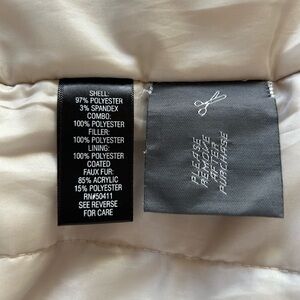 SHELL:
97% POLYESTER
3% SPANDEX
COMBO:
100% POLYESTER
FILLER:
100% POLYESTER
LINING:
100% POLYESTER
COATED
FAUX FUR:
85% ACRYLIC
15% POLYESTER
RN#50411
SEE REVERSE
FOR CARE
PLEASE
REMOVE
AFTER
PURCHASE